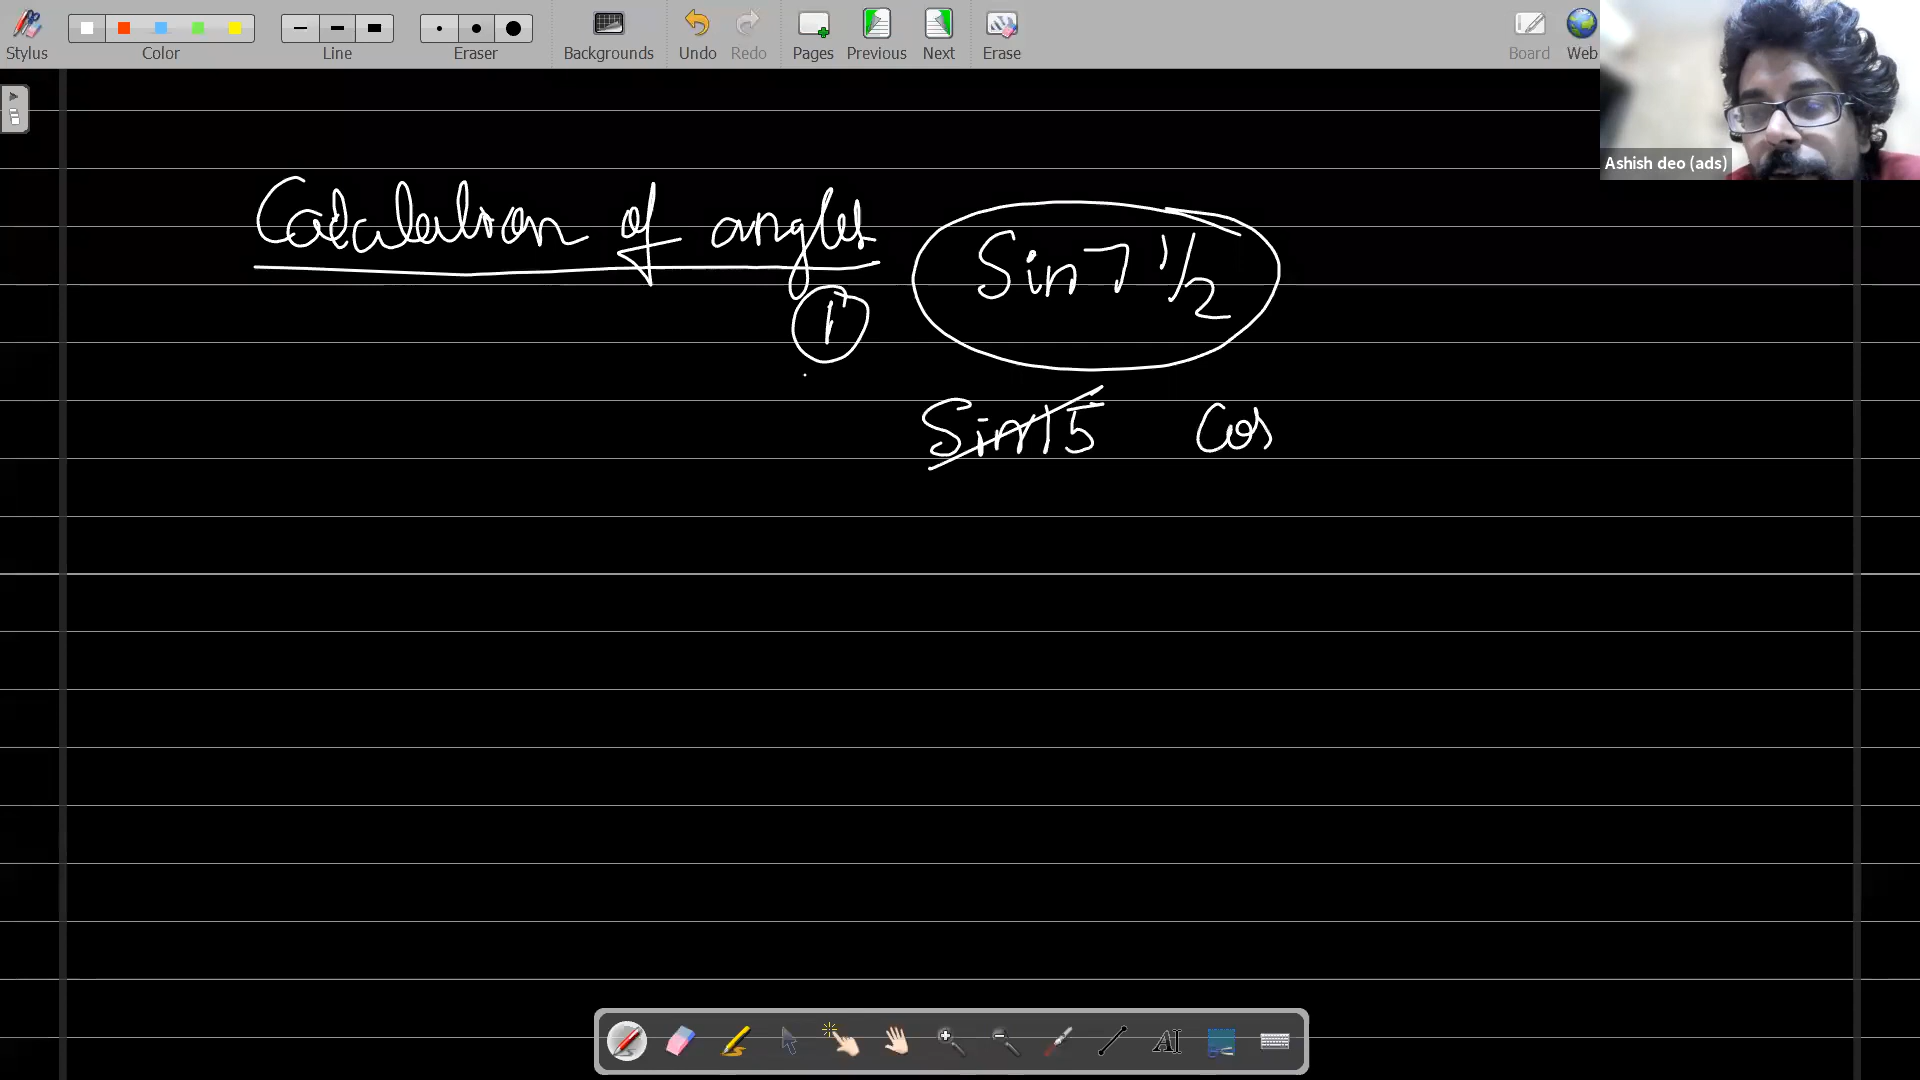 Stylus Color Line Eraser Backgrounds Undo Redo Pages Previous Next Erase Board Web
Ashish deo (ads)
Calculation of angles
① Sin 7 1/2
Sin 15 Cos
AI